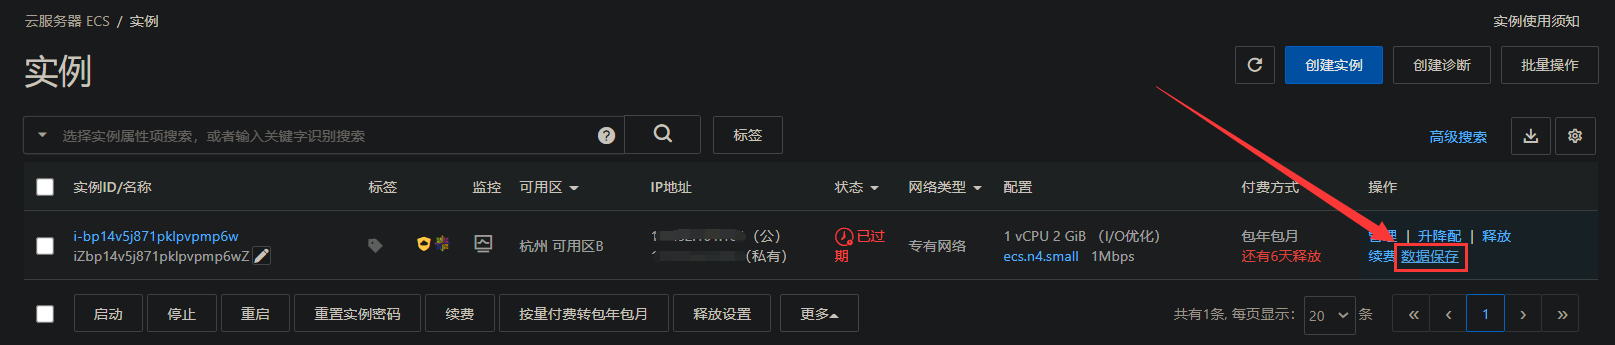 云服务器 ECS / 实例
实例使用须知
实例
创建实例
创建诊断
批量操作
选择实例属性项搜索，或者输入关键字识别搜索
?
标签
高级搜索
实例ID/名称 标签 监控 可用区 IP地址 状态 网络类型 配置 付费方式 操作
i-bp14v5j871pklpvpmp6w
iZbp14v5j871pklpvpmp6wZ
杭州 可用区B
（公）
（私有）
已过
期
专有网络
1 vCPU 2 GiB （I/O优化）
ecs.n4.small 1Mbps
包年包月
还有6天释放
管理 | 升降配 | 释放
续费 数据保存
启动 停止 重启 重置实例密码 续费 按量付费转包年包月 释放设置 更多
共有1条, 每页显示: 20 条 « ‹ 1 › »